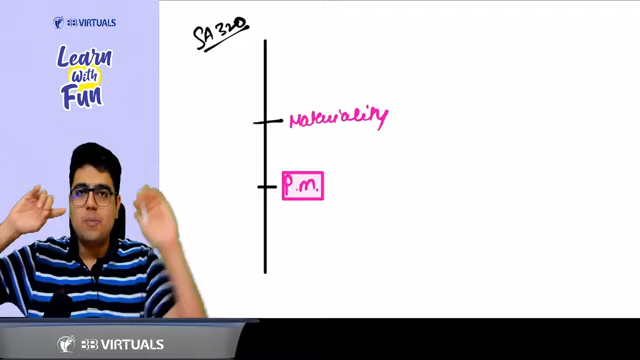 BB VIRTUALS
Learn
With
Fun
SA 320
Materiality
P.M.
BB VIRTUALS